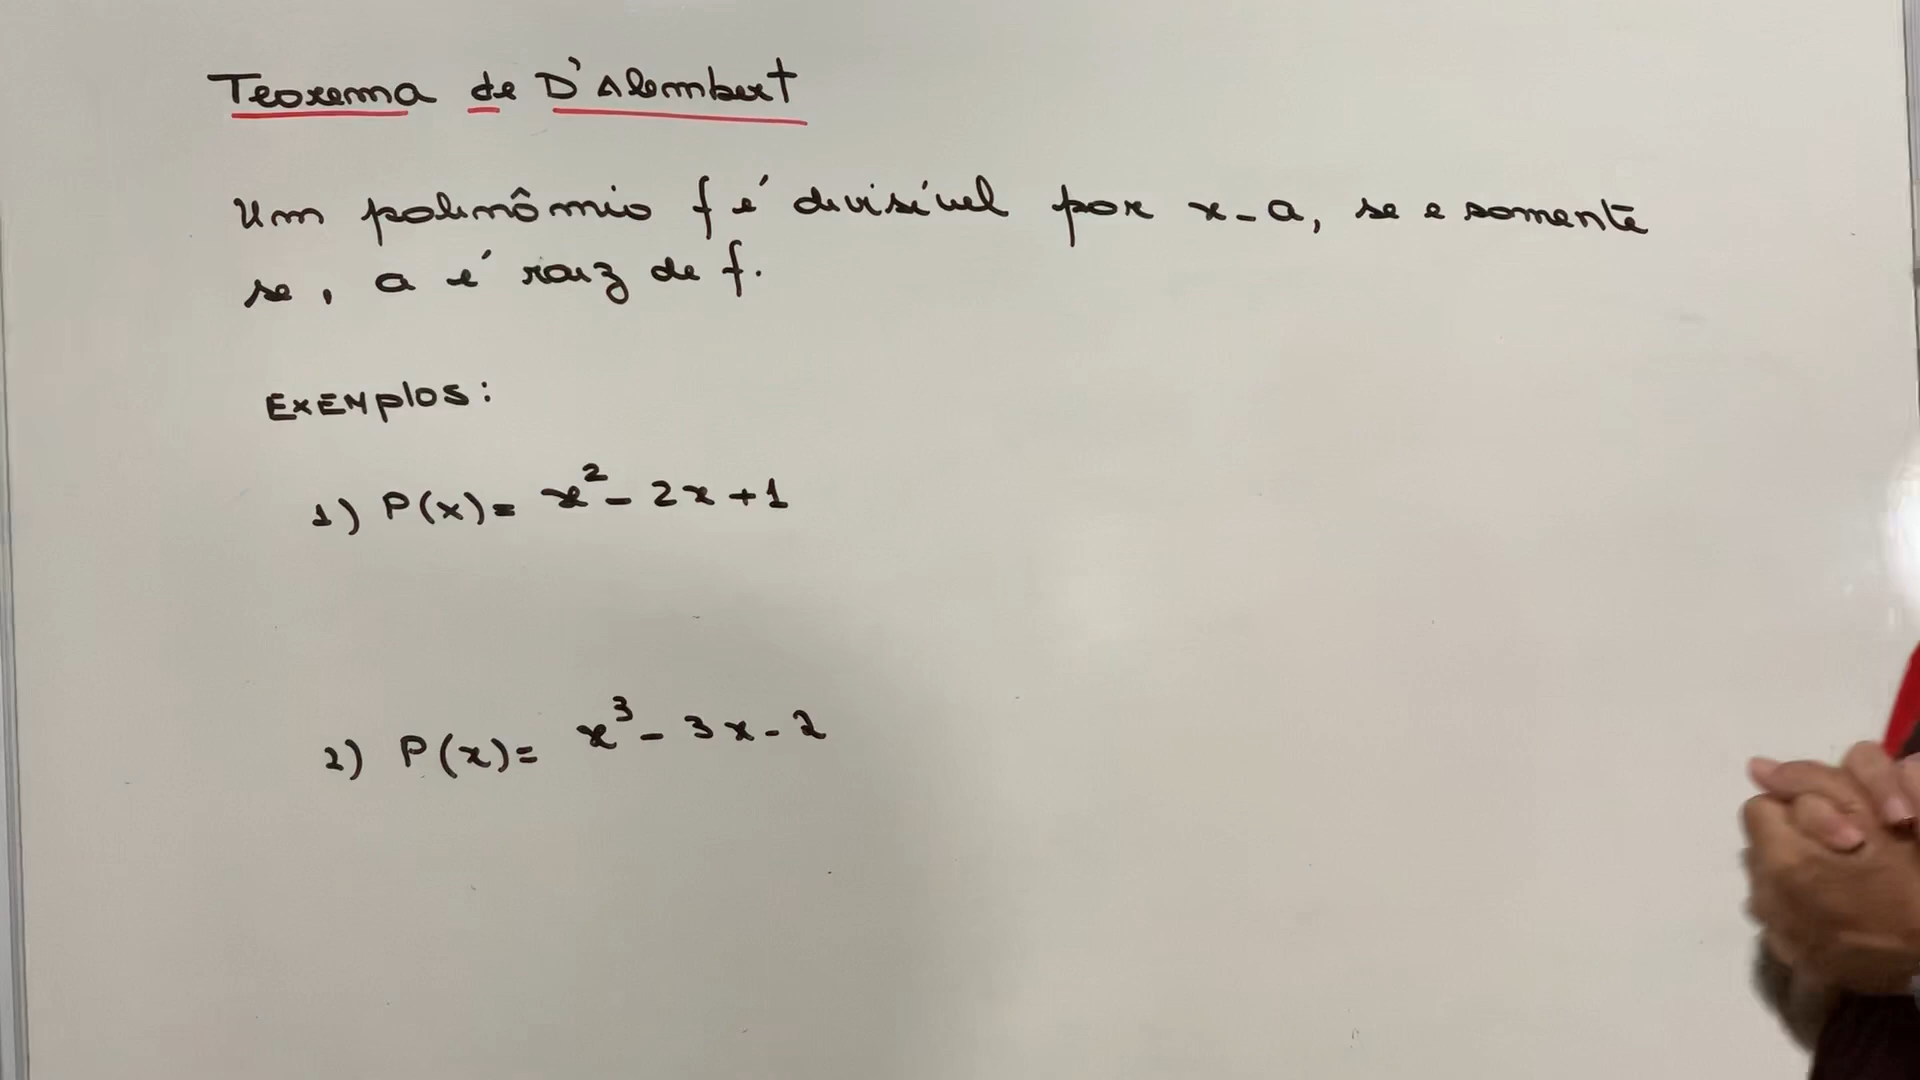 Teorema de D'Alembert
Um polinômio f é divisível por x - a, se e somente
se, a é raiz de f.
EXEMPlOS:
1) P(x) = x² - 2x + 1
2) P(x) = x³ - 3x - 2